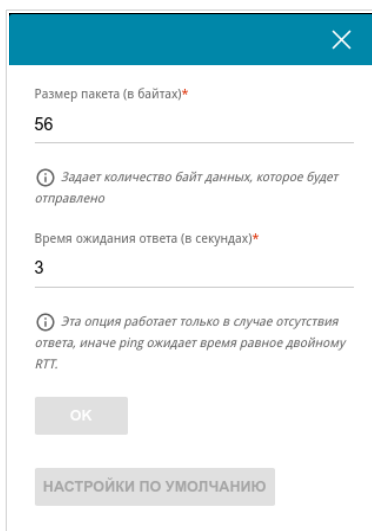 Размер пакета (в байтах)*
56
Задает количество байт данных, которое будет
отправлено
Время ожидания ответа (в секундах)*
3
Эта опция работает только в случае отсутствия
ответа, иначе ping ожидает время равное двойному
RTT.
OK
НАСТРОЙКИ ПО УМОЛЧАНИЮ